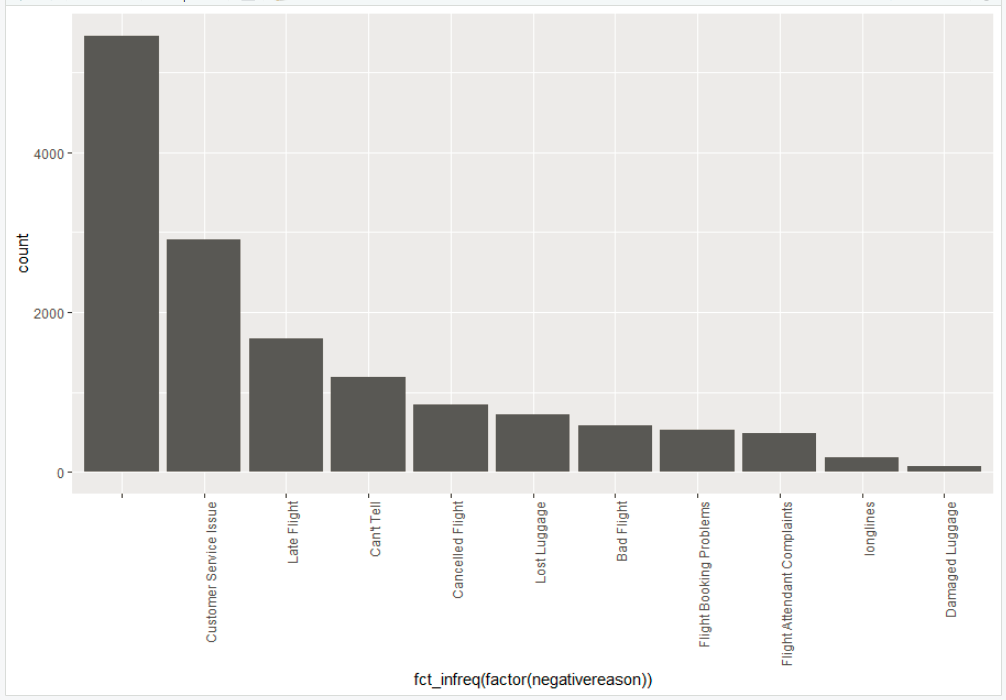 count
4000
2000
0
Customer Service Issue
Late Flight
Can't Tell
Cancelled Flight
Lost Luggage
Bad Flight
Flight Booking Problems
Flight Attendant Complaints
longlines
Damaged Luggage
fct_infreq(factor(negativereason))